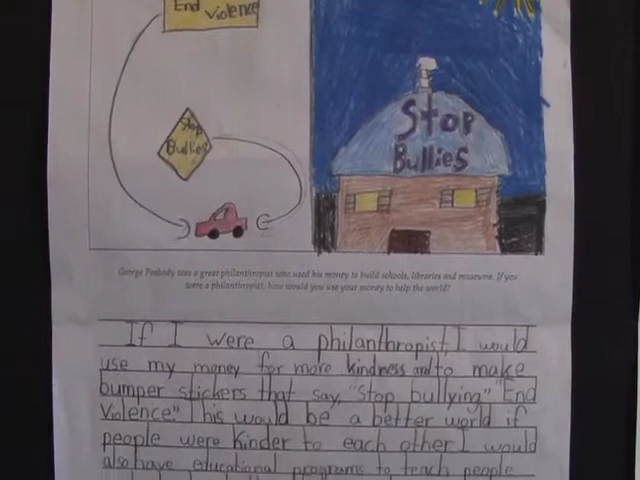 End violence
Stop
Bullies
Stop
Bullies
George Peabody was a great philanthropist who used his money to build schools, libraries and museums. If you
were a philanthropist, how would you use your money to help the world?
If I were a philanthropist, I would
use my money for more kindness and to make
bumper stickers that say, "Stop bullying" "End
Violence." This would be a better world if
people were kinder to each other. I would
also have educational programs to teach people